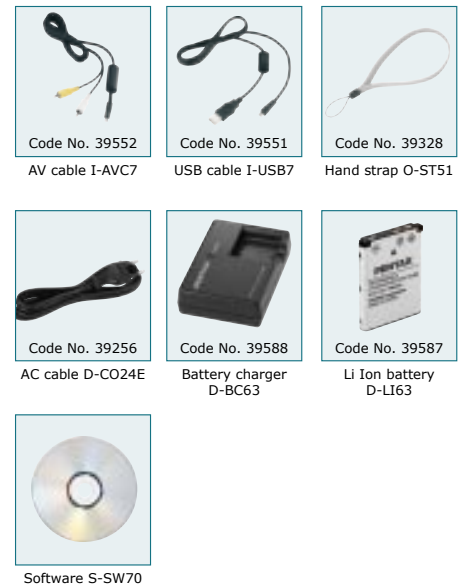 Code No. 39552
AV cable I-AVC7
Code No. 39551
USB cable I-USB7
Code No. 39328
Hand strap O-ST51
Code No. 39256
AC cable D-CO24E
Code No. 39588
Battery charger
D-BC63
PENTAX
Code No. 39587
Li Ion battery
D-LI63
Software S-SW70